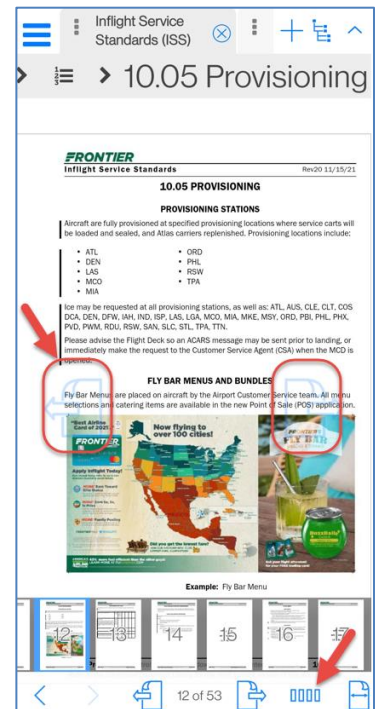 Inflight Service
Standards (ISS)
10.05 Provisioning
FRONTIER
Inflight Service Standards Rev20 11/15/21
10.05 PROVISIONING
PROVISIONING STATIONS
Aircraft are fully provisioned at specified provisioning locations where service carts will
be loaded and sealed, and Atlas carriers replenished. Provisioning locations include:
• ATL • ORD
• DEN • PHL
• LAS • RSW
• MCO • TPA
• MIA
Ice may be requested at all provisioning stations, as well as: ATL, AUS, CLE, CLT, COS
DCA, DEN, DFW, IAH, IND, ISP, LAS, LGA, MCO, MIA, MKE, MSY, ORD, PBI, PHL, PHX,
PVD, PWM, RDU, RSW, SAN, SLC, STL, TPA, TTN.
Please advise the Flight Deck so an ACARS message may be sent prior to landing, or
immediately make the request to the Customer Service Agent (CSA) when the MCD is
opened.
FLY BAR MENUS AND BUNDLES
Fly Bar Menus are placed on aircraft by the Airport Customer Service team. All menu
selections and catering items are available in the new Point of Sale (POS) application.
"Best Airline
Card of 2021"
Now flying to
over 100 cities!
FRONTIER
FLY BAR
Apply Inflight Today!
Did you get the lowest fare?
Example: Fly Bar Menu
12 13 14 15 16 17
12 of 53